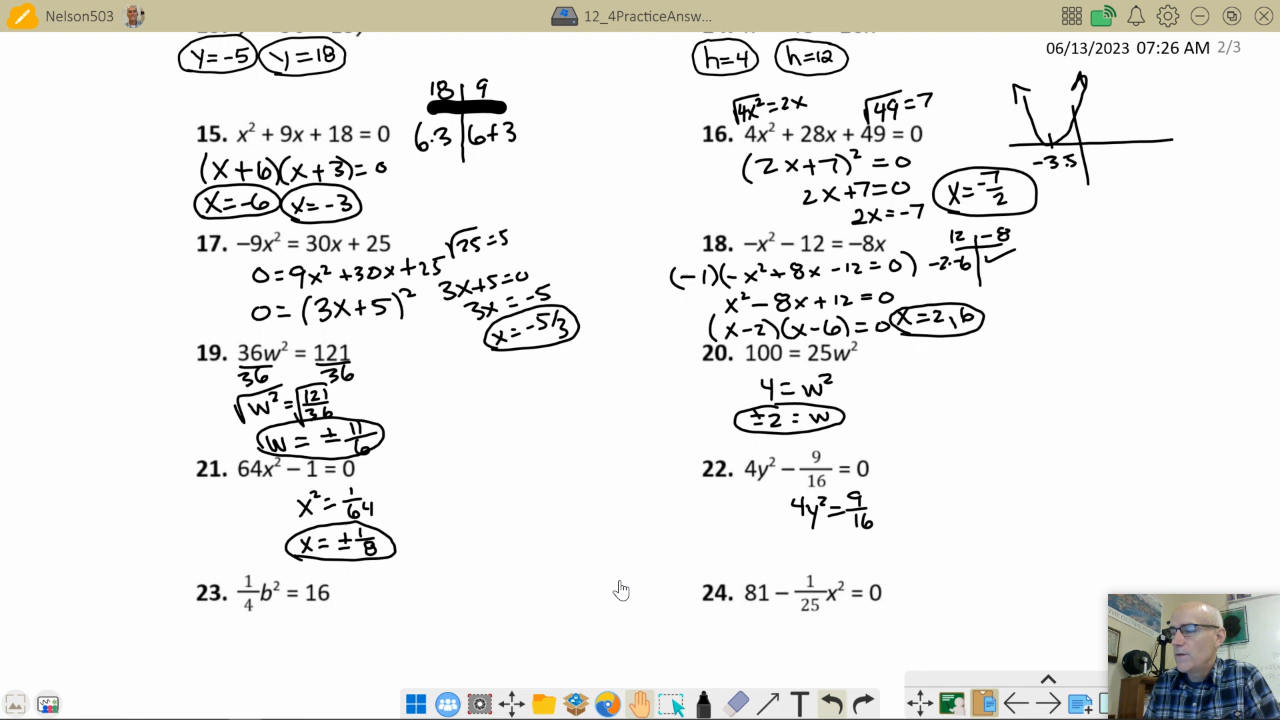 Nelson503
12_4PracticeAnsw...
06/13/2023 07:26 AM 2/3
y = -5 y = 18
h = 4 h = 12
18 | 9
6·3 | 6+3
15. x² + 9x + 18 = 0
(x + 6)(x + 3) = 0
x = -6 x = -3
√4x² = 2x √49 = 7
16. 4x² + 28x + 49 = 0
(2x + 7)² = 0
2x + 7 = 0
2x = -7
x = -7/2
-3.5
17. –9x² = 30x + 25
√25 = 5
0 = 9x² + 30x + 25
0 = (3x + 5)²
3x + 5 = 0
3x = -5
x = -5/3
18. –x² – 12 = –8x
12 | -8
-2·-6 | ✓
(-1)(-x² + 8x - 12 = 0)
x² - 8x + 12 = 0
(x - 2)(x - 6) = 0
x = 2, 6
19. 36w² = 121
36 36
√w² = √121/36
w = ± 11/6
20. 100 = 25w²
4 = w²
±2 = w
21. 64x² – 1 = 0
x² = 1/64
x = ± 1/8
22. 4y² – 9/16 = 0
4y² = 9/16
23. 1/4 b² = 16
24. 81 – 1/25 x² = 0